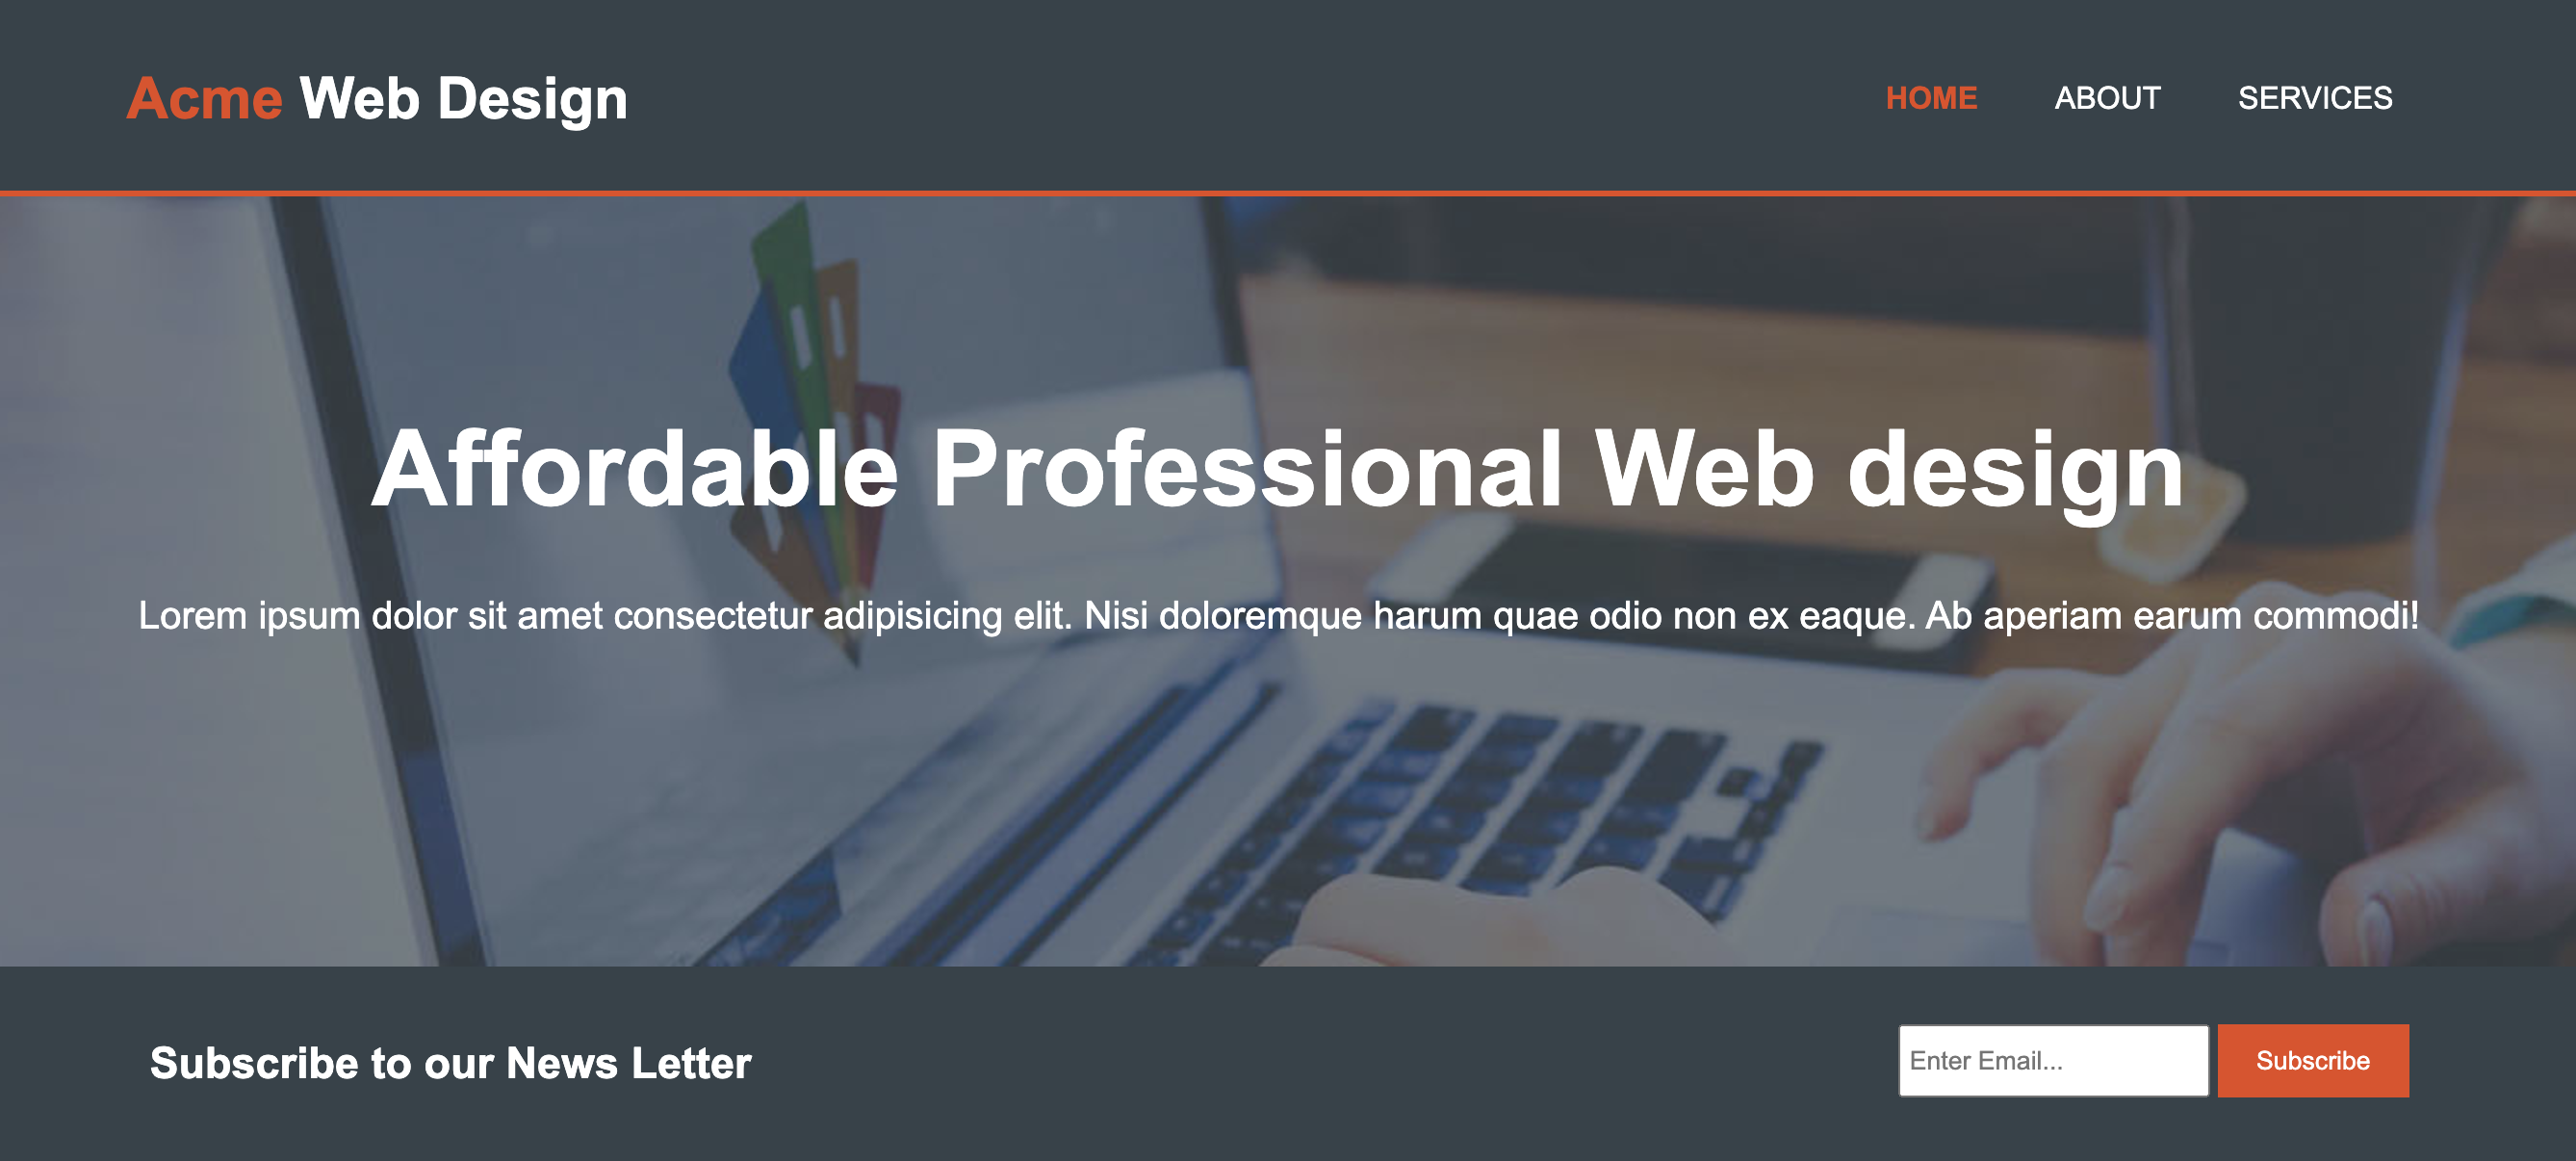 Acme Web Design
HOME ABOUT SERVICES
Affordable Professional Web design
Lorem ipsum dolor sit amet consectetur adipisicing elit. Nisi doloremque harum quae odio non ex eaque. Ab aperiam earum commodi!
Subscribe to our News Letter
Enter Email...
Subscribe